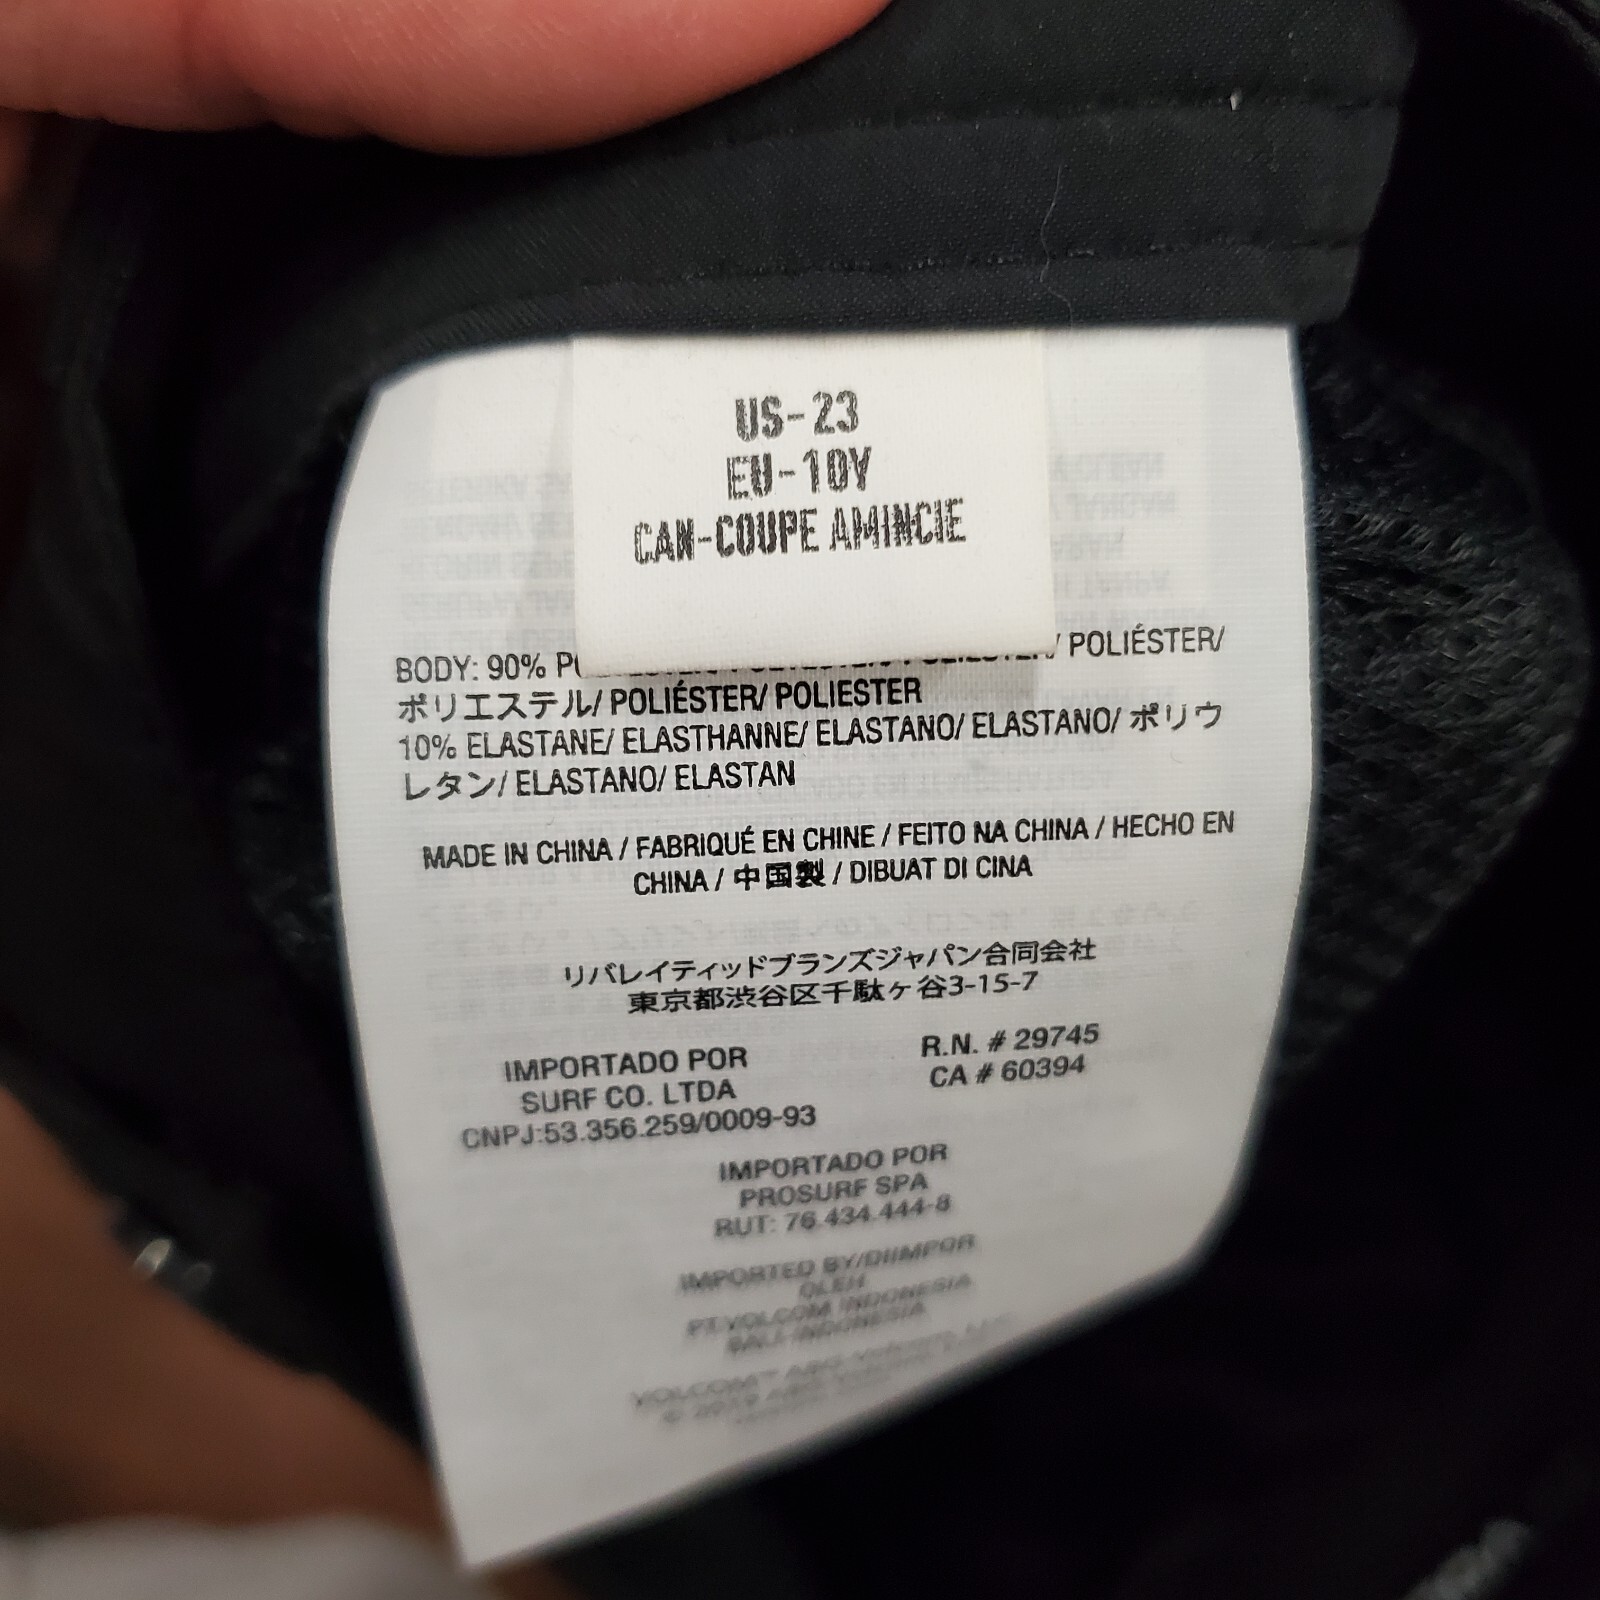 US-23
EU-10Y
CAN-COUPE AMINCIE
BODY: 90% / POLIÉSTER/
ポリエステル/ POLIÉSTER/ POLIESTER
10% ELASTANE/ ELASTHANNE/ ELASTANO/ ELASTANO/ ポリウ
レタン/ ELASTANO/ ELASTAN
MADE IN CHINA / FABRIQUÉ EN CHINE / FEITO NA CHINA / HECHO EN
CHINA / 中国製 / DIBUAT DI CINA
リバレイティッドブランズジャパン合同会社
東京都渋谷区千駄ヶ谷3-15-7
IMPORTADO POR
SURF CO. LTDA
CNPJ:53.356.259/0009-93
R.N. # 29745
CA # 60394
IMPORTADO POR
PROSURF SPA
RUT: 76.434.444-8
IMPORTED BY/DIIMPOR
OLEH
PT.VOLCOM INDONESIA
BALI-INDONESIA